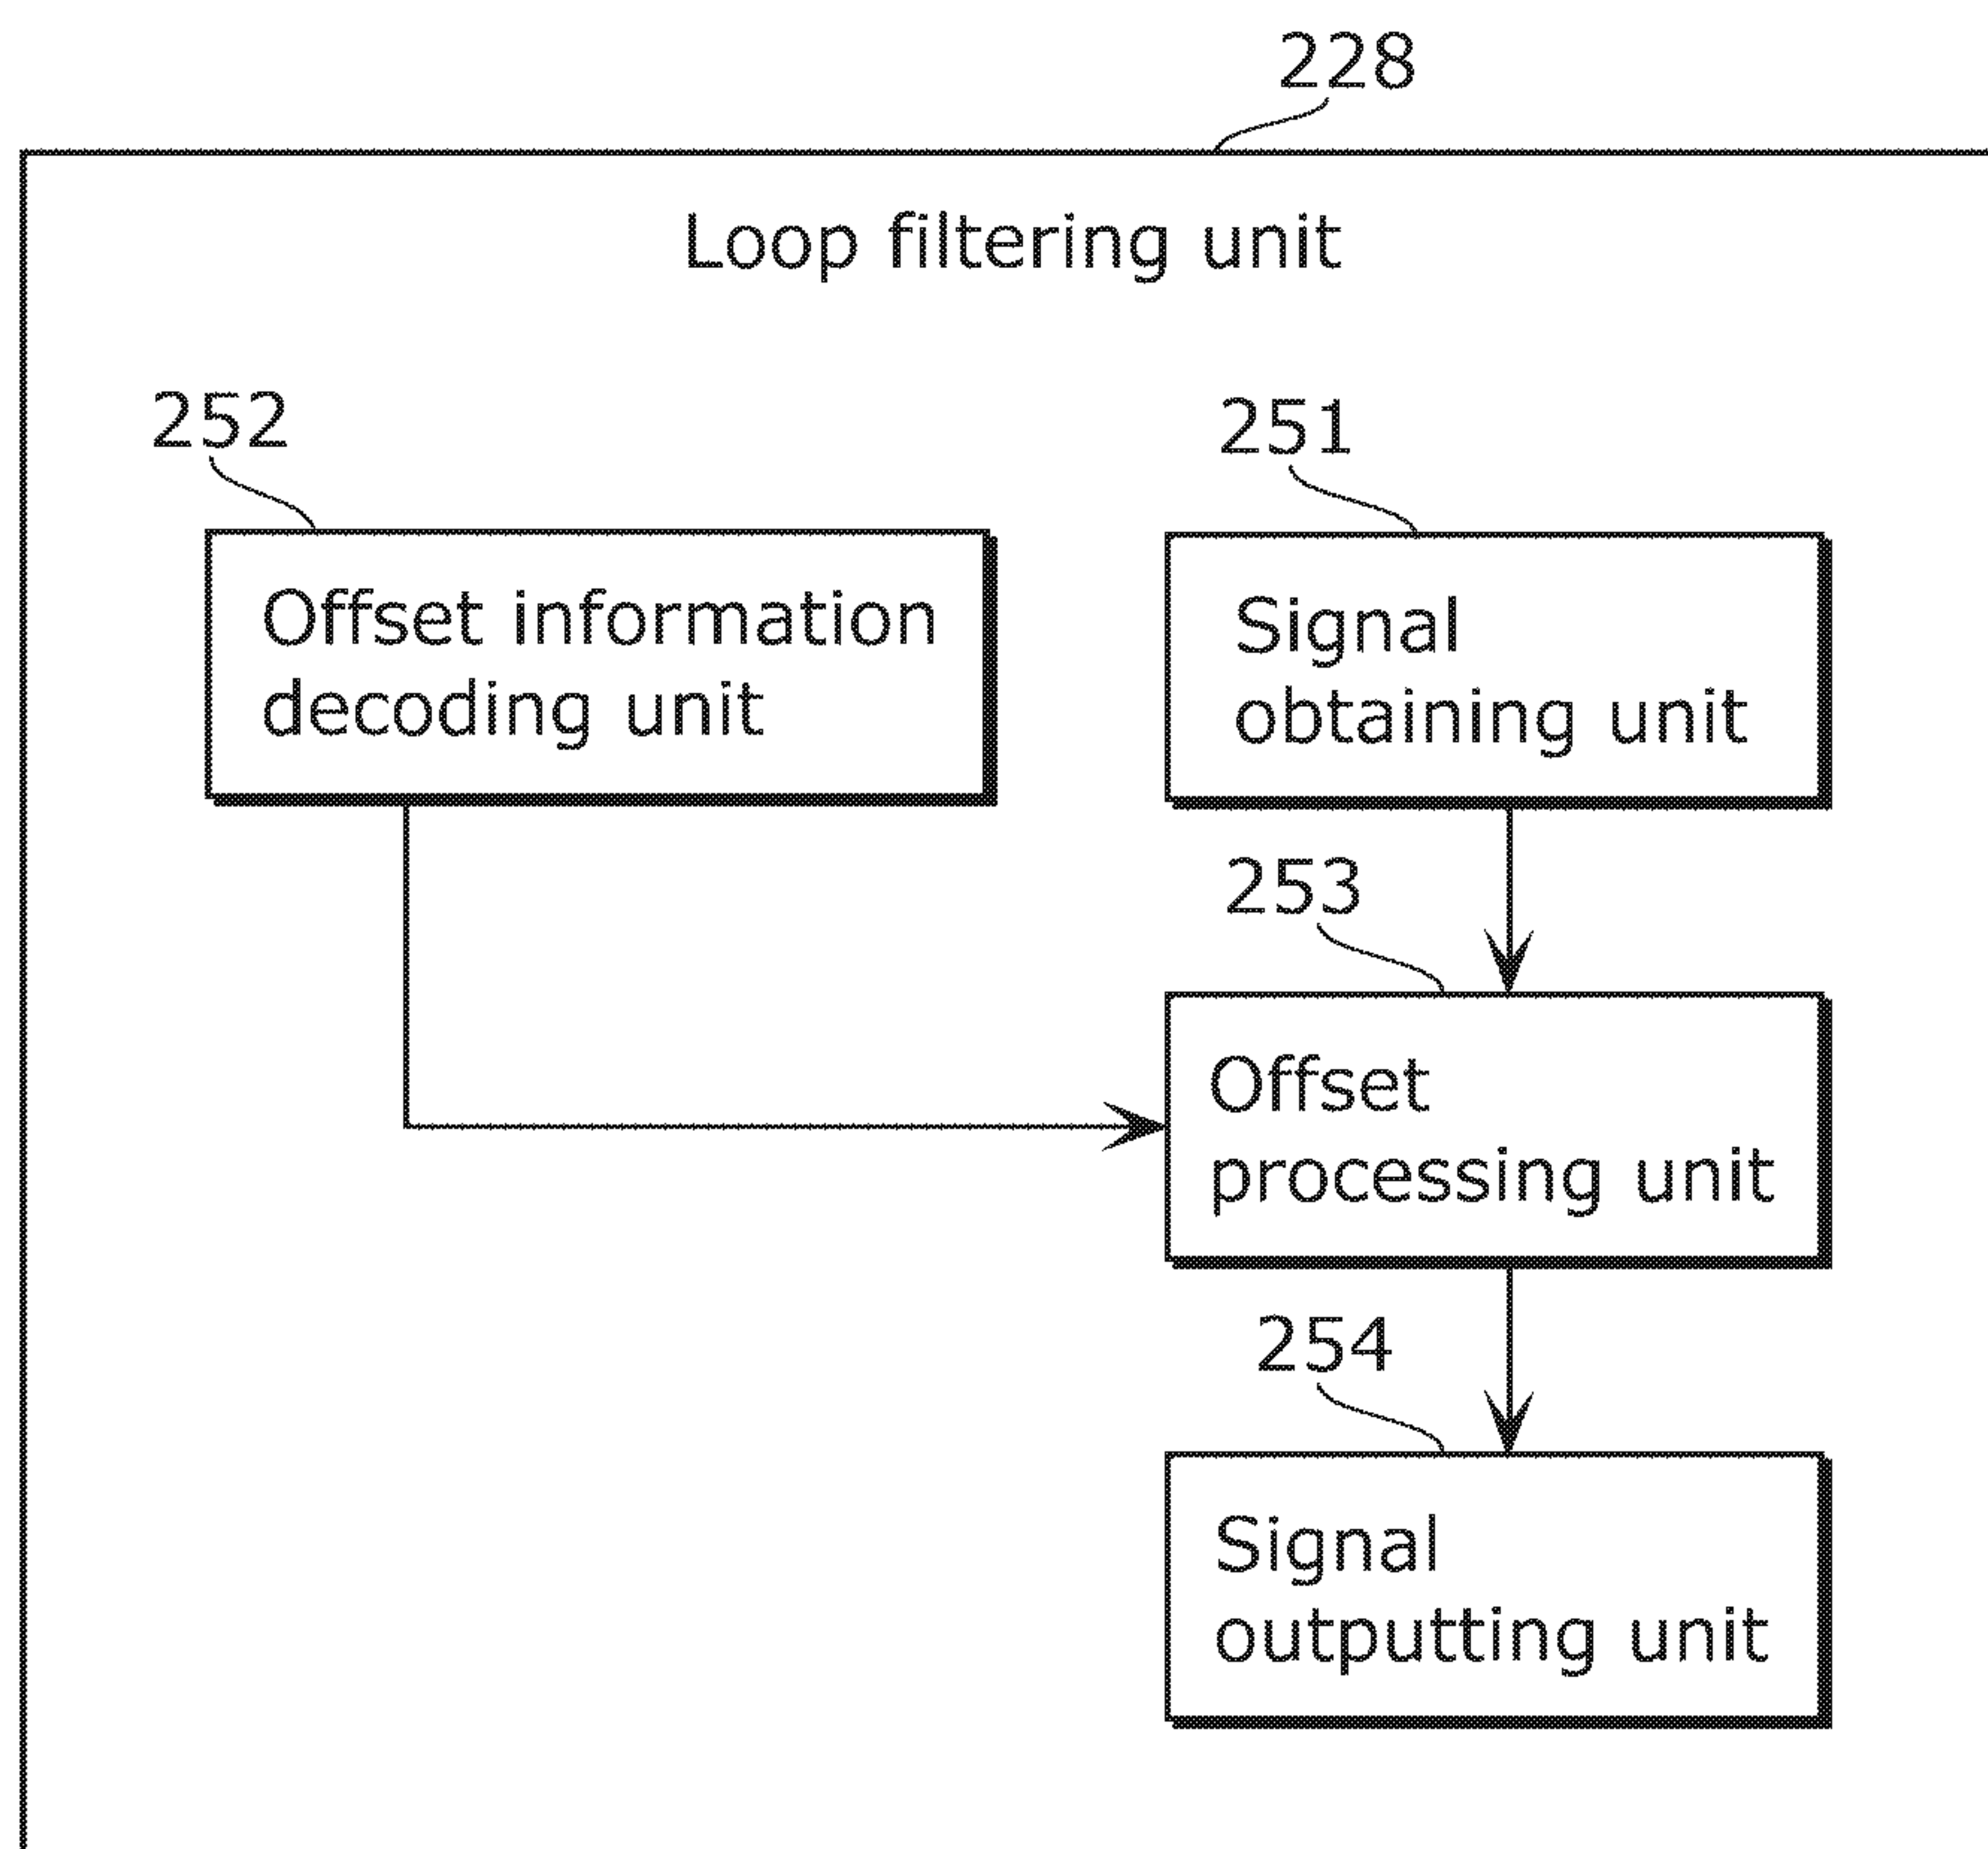 228
Loop filtering unit
252
251
Offset information
decoding unit
Signal
obtaining unit
253
Offset
processing unit
254
Signal
outputting unit